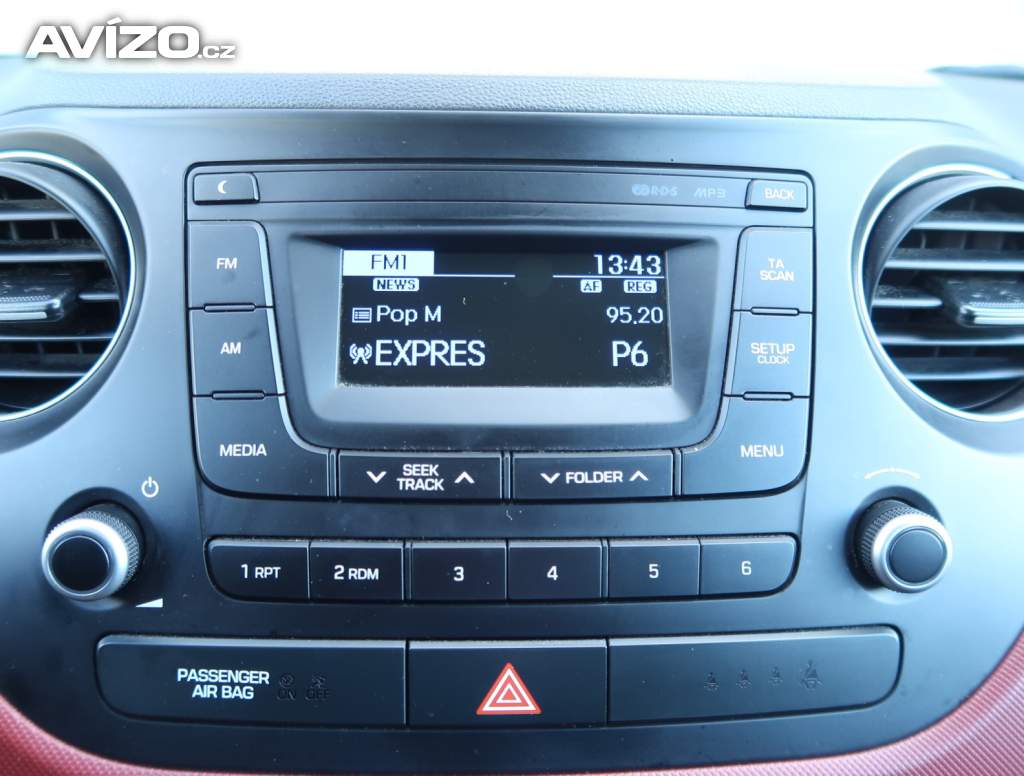 AVÍZO.cz
R·D·S MP3 BACK
FM
FM1 13:43
TA
SCAN
NEWS AF REG
Pop M 95.20
AM
EXPRES P6
SETUP
CLOCK
MEDIA
SEEK
TRACK
FOLDER
MENU
1 RPT 2 RDM 3 4 5 6
PASSENGER
AIR BAG
ON OFF